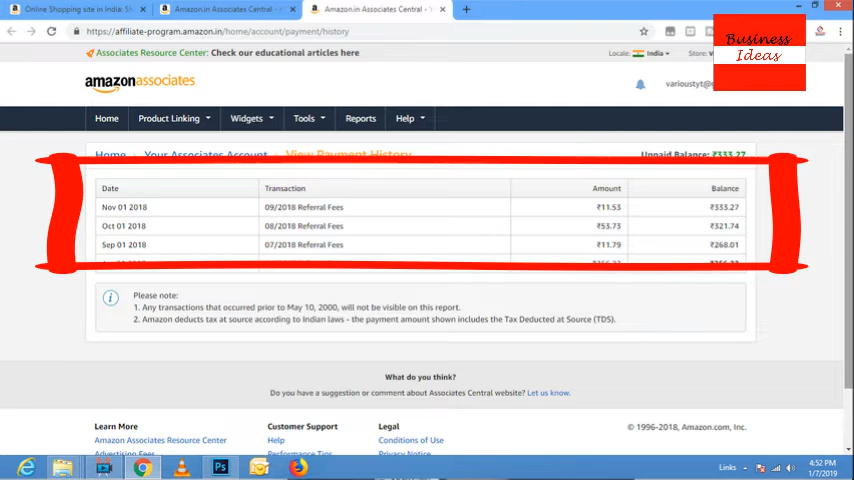 Online Shopping site in India: Sh
Amazon.in Associates Central -
Amazon.in Associates Central - Y
https://affiliate-program.amazon.in/home/account/payment/history
Business
Ideas
Associates Resource Center: Check our educational articles here
Locale: India
Store: V
amazon associates
varioustyt@
Home
Product Linking
Widgets
Tools
Reports
Help
Home
Your Associates Account
View Payment History
Unpaid Balance: ₹333.27
Date Transaction Amount Balance
Nov 01 2018 09/2018 Referral Fees ₹11.53 ₹333.27
Oct 01 2018 08/2018 Referral Fees ₹53.73 ₹321.74
Sep 01 2018 07/2018 Referral Fees ₹11.79 ₹268.01
Please note:
1. Any transactions that occurred prior to May 10, 2000, will not be visible on this report.
2. Amazon deducts tax at source according to Indian laws - the payment amount shown includes the Tax Deducted at Source (TDS).
What do you think?
Do you have a suggestion or comment about Associates Central website? Let us know.
Learn More
Customer Support
Legal
© 1996-2018, Amazon.com, Inc.
Amazon Associates Resource Center
Help
Conditions of Use
Advertising Fees
Performance Tips
Privacy Notice
Ps
Links
4:52 PM
1/7/2019